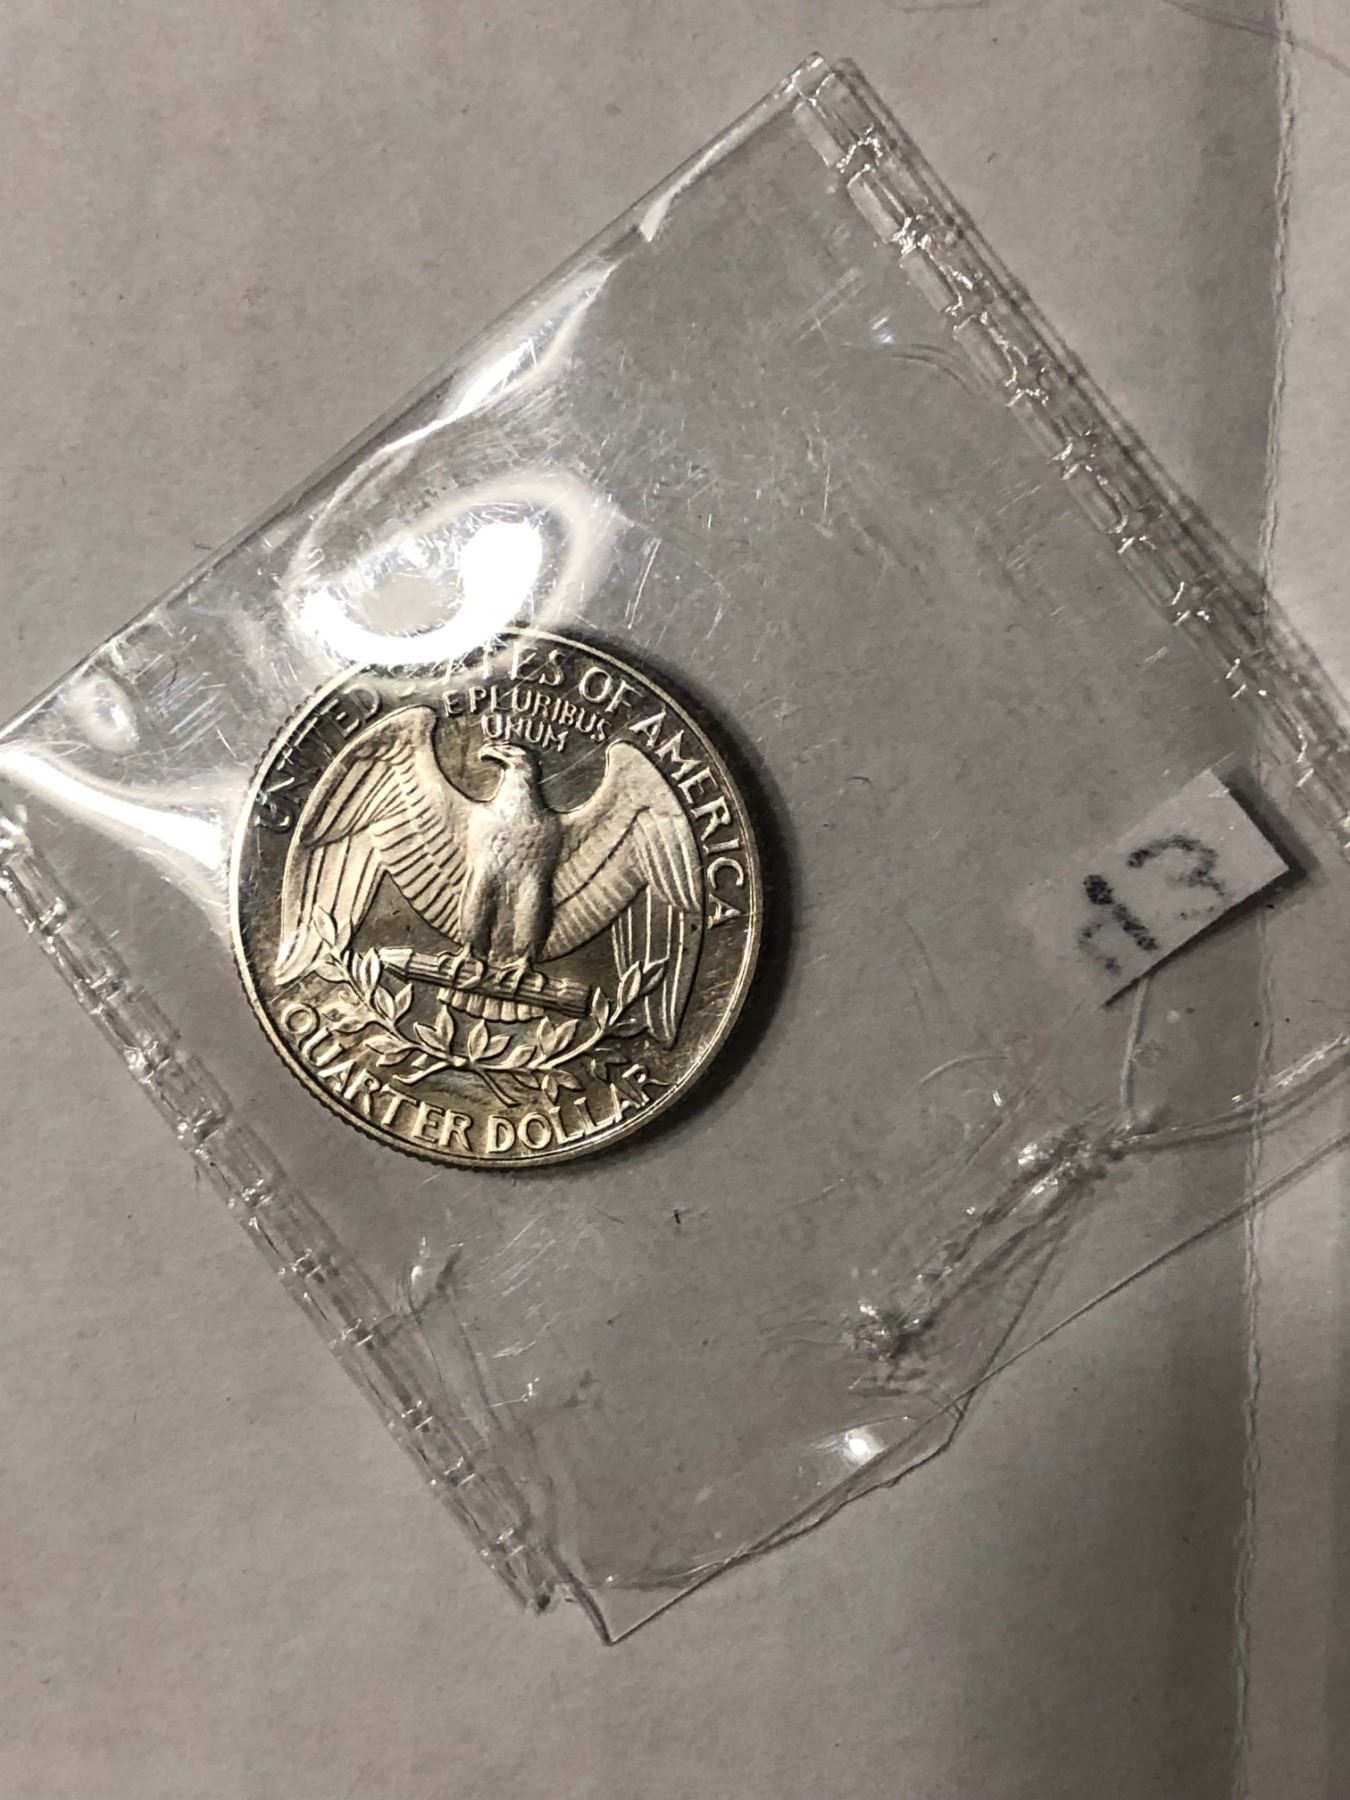 UNITED STATES OF AMERICA
E PLURIBUS
UNUM
QUARTER DOLLAR